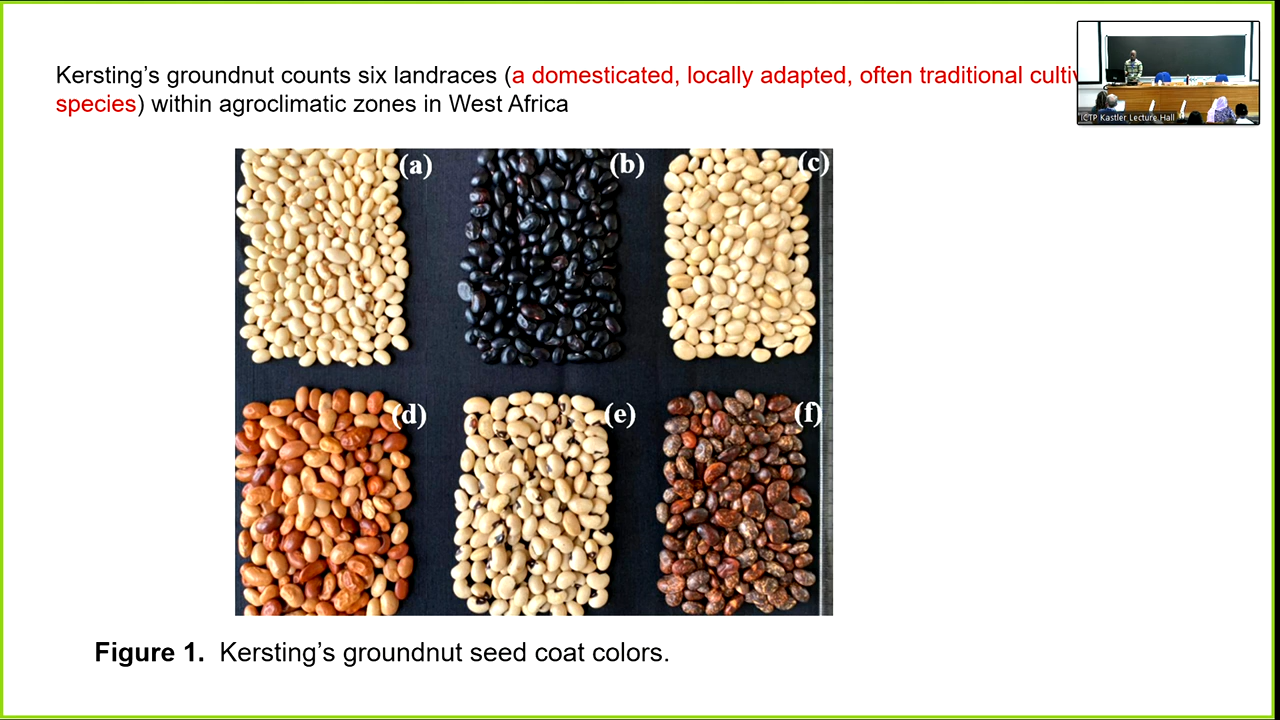 Kersting’s groundnut counts six landraces (a domesticated, locally adapted, often traditional
species) within agroclimatic zones in West Africa
ICTP Kastler Lecture Hall
(a)
(b)
(c)
(d)
(e)
(f)
Figure 1. Kersting’s groundnut seed coat colors.